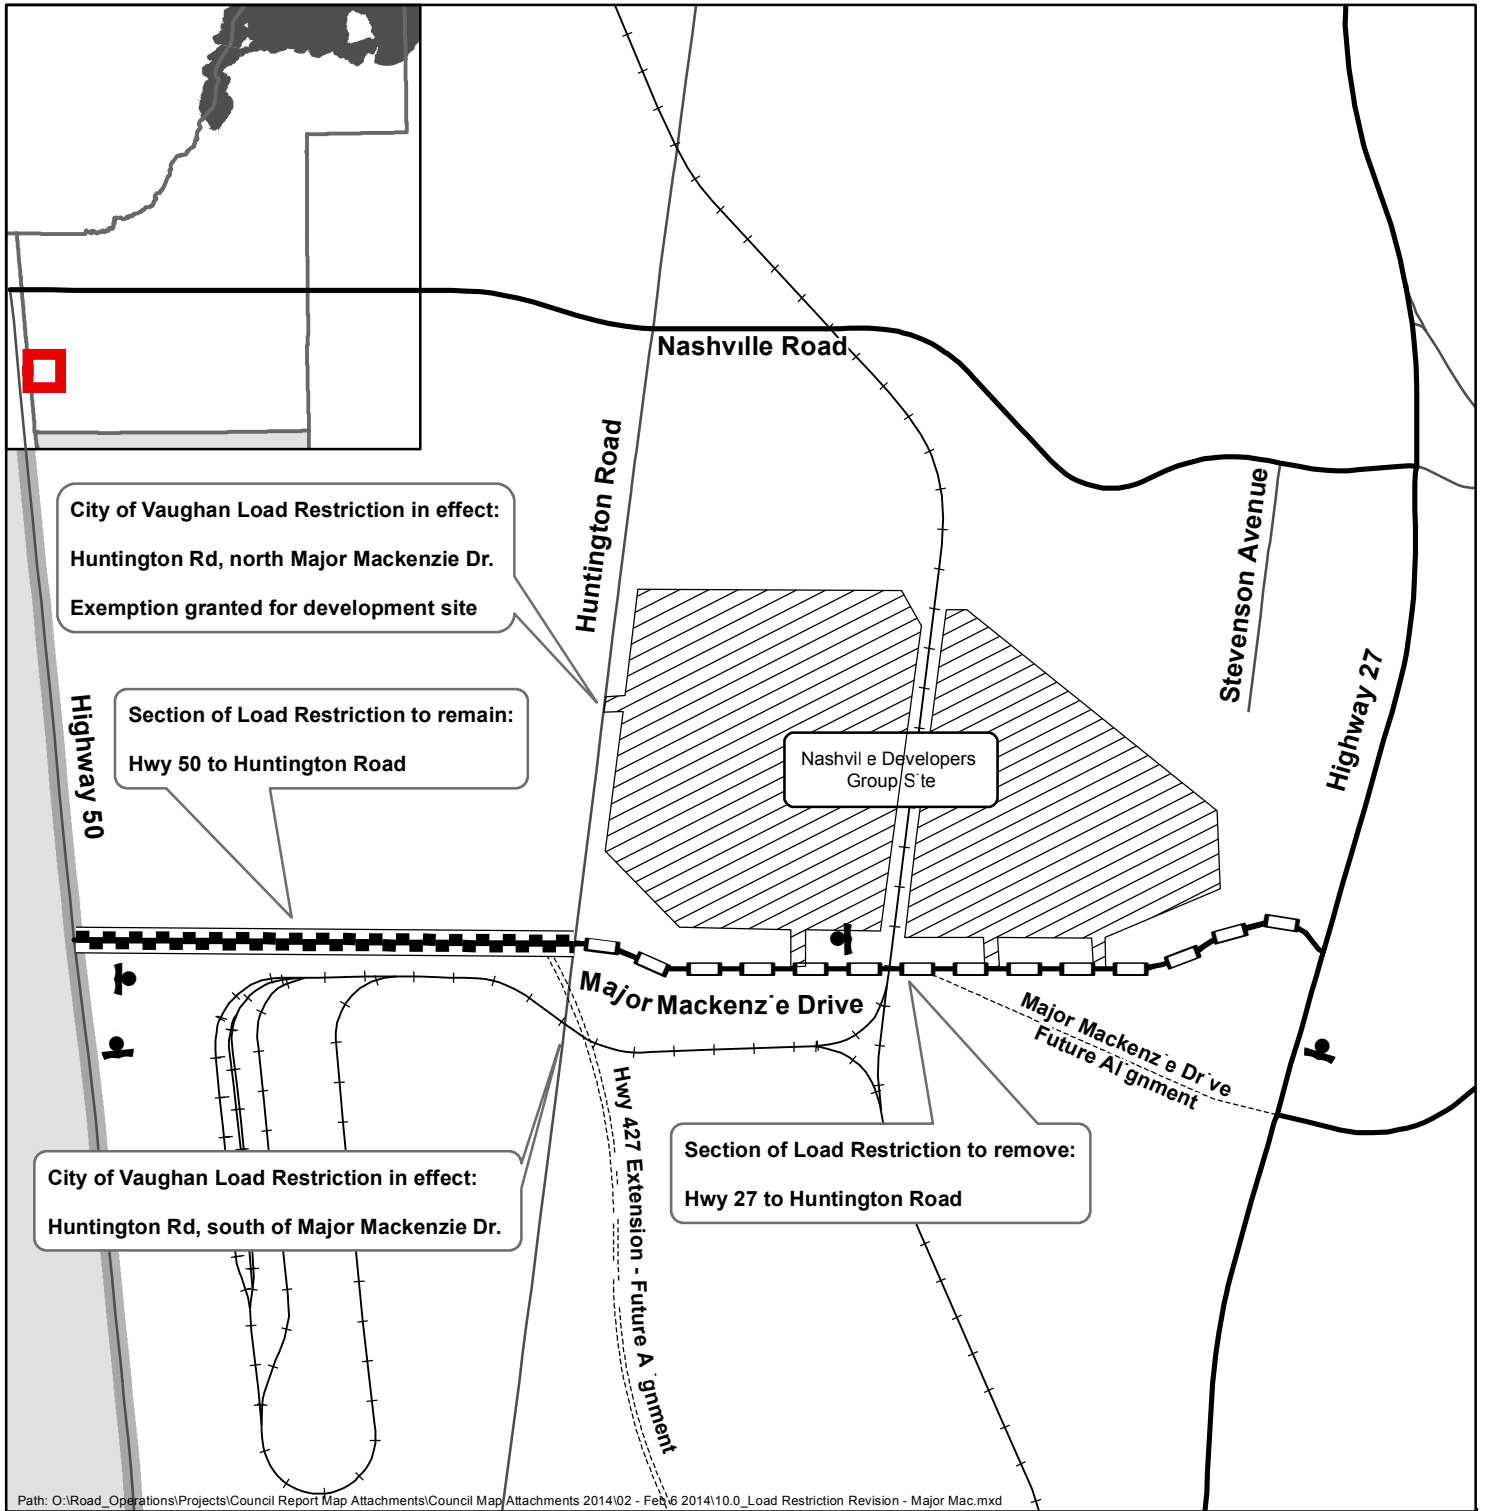 Nashville Road
Huntington Road
City of Vaughan Load Restriction in effect:
Huntington Rd, north Major Mackenzie Dr.
Exemption granted for development site
Stevenson Avenue
Highway 27
Highway 50
Section of Load Restriction to remain:
Hwy 50 to Huntington Road
Nashvil e Developers
Group S te
Major Mackenz e Drive
Major Mackenz e Dr ve
Future Al gnment
Hwy 427 Extension - Future A gnment
Section of Load Restriction to remove:
Hwy 27 to Huntington Road
City of Vaughan Load Restriction in effect:
Huntington Rd, south of Major Mackenzie Dr.
Path: O:\Road_Operations\Projects\Council Report Map Attachments\Council Map Attachments 2014\02 - Feb 6 2014\10.0_Load Restriction Revision - Major Mac.mxd